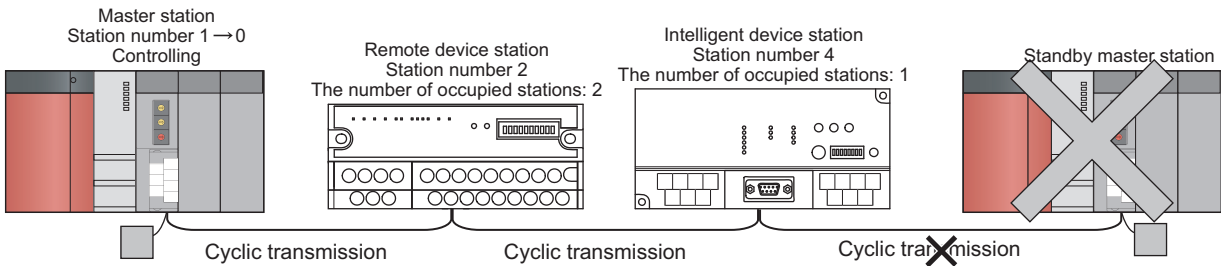 Master station
Station number 1→0
Controlling
Remote device station
Station number 2
The number of occupied stations: 2
Intelligent device station
Station number 4
The number of occupied stations: 1
Standby master station
Cyclic transmission
Cyclic transmission
Cyclic transmission